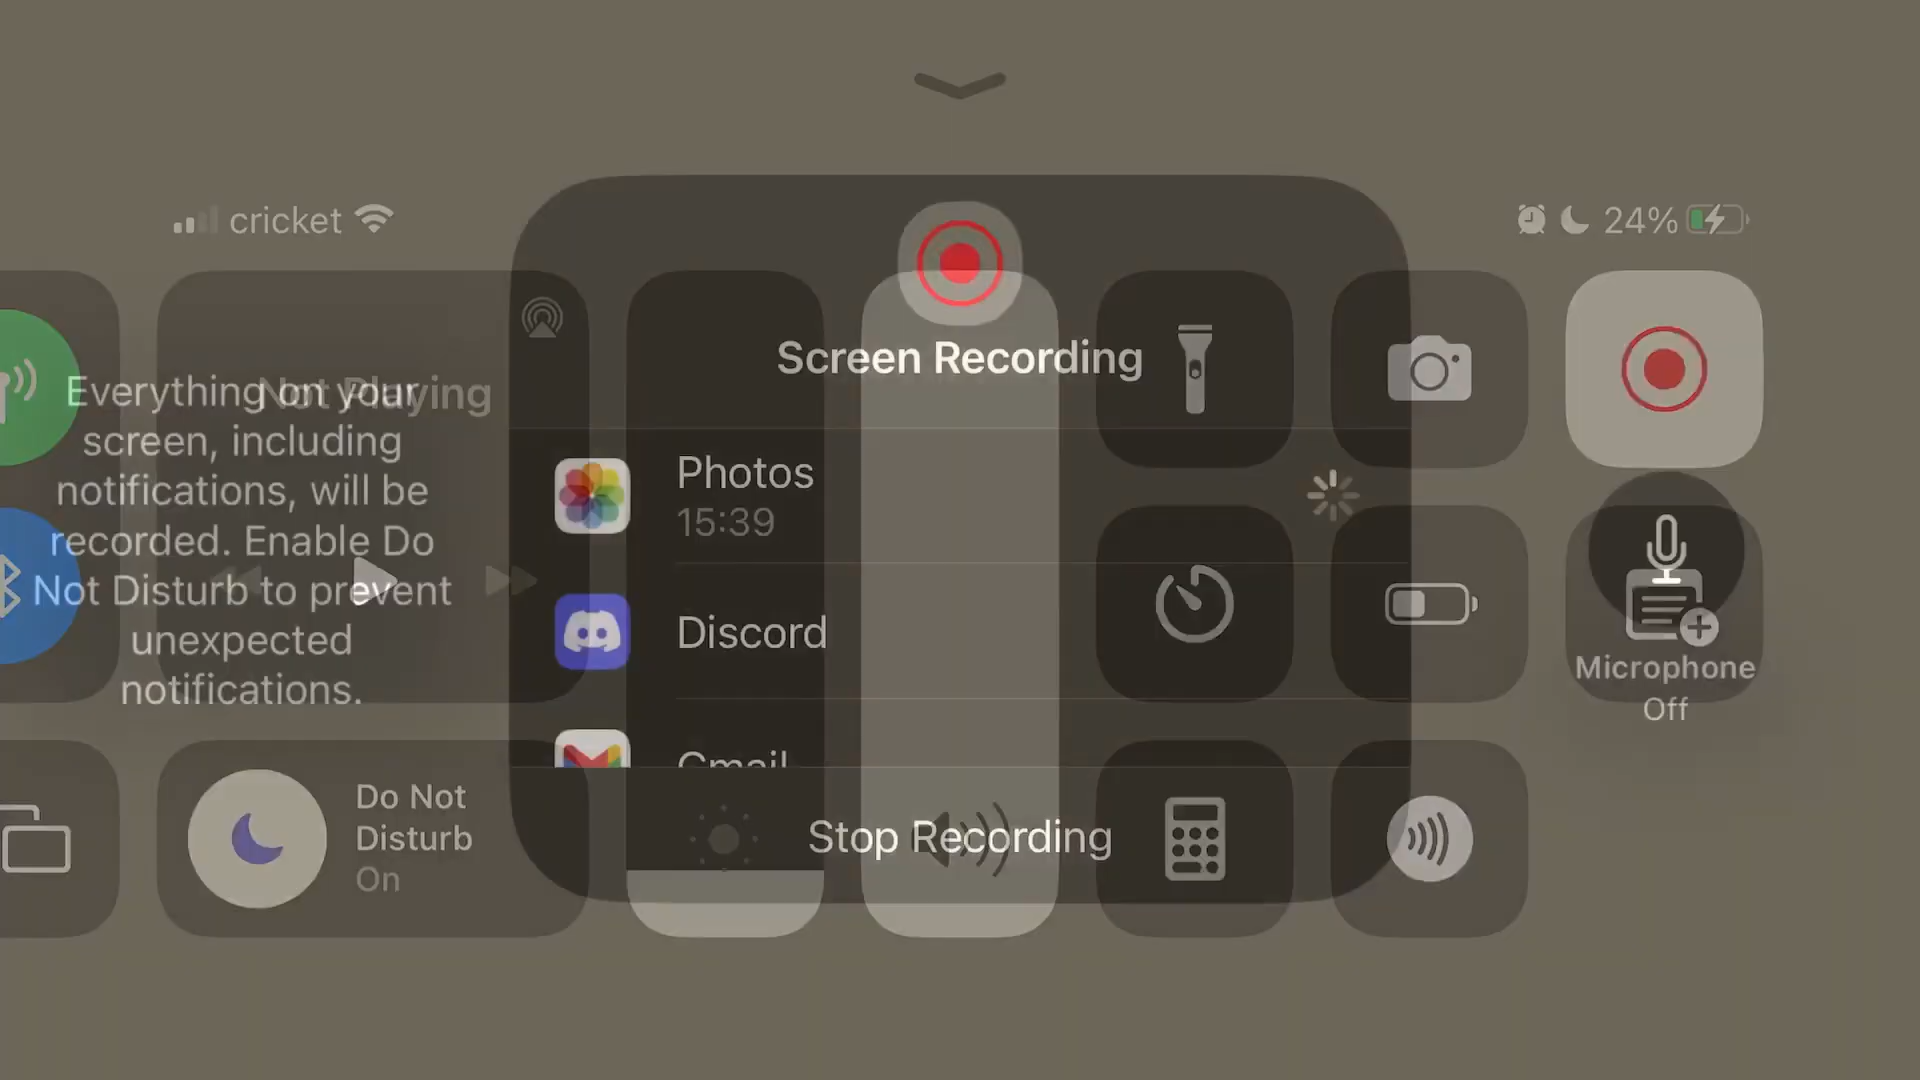 cricket
24%
Screen Recording
Not Playing
Everything on your
screen, including
notifications, will be
recorded. Enable Do
Not Disturb to prevent
unexpected
notifications.
Photos
15:39
Discord
Gmail
Stop Recording
Microphone
Off
Do Not
Disturb
On